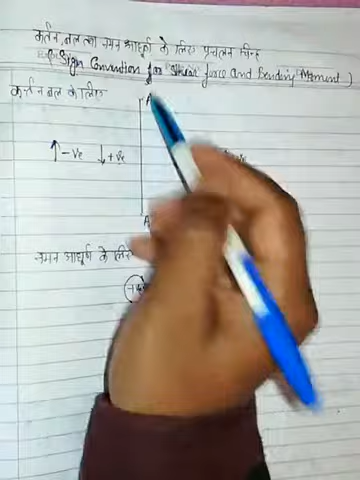 कर्तन बल तथा नमन आघूर्ण के लिए प्रचलन चिन्ह
(Sign Convention for Shear force and Bending Moment)
कर्तन बल के लिए
A
↑ -ve ↓ +ve
A
नमन आघूर्ण के लिए